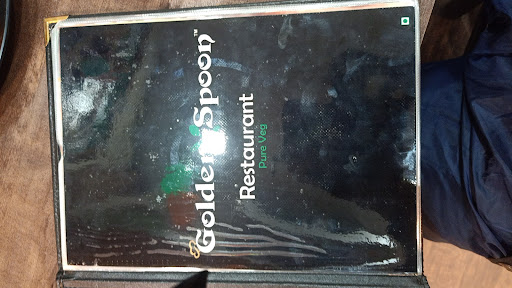 Golden Spoon™
Restaurant
Pure Veg